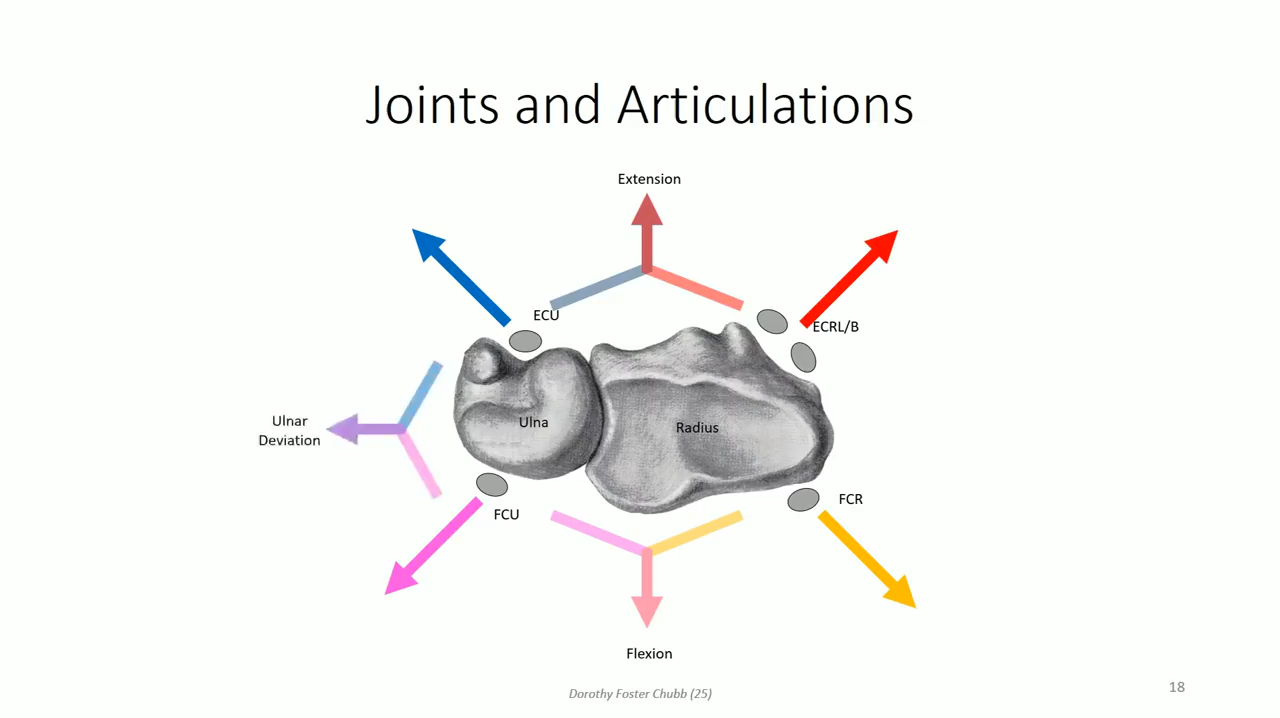 Joints and Articulations
Extension
ECU
ECRL/B
Ulnar
Deviation
Ulna
Radius
FCU
FCR
Flexion
Dorothy Foster Chubb (25)
18